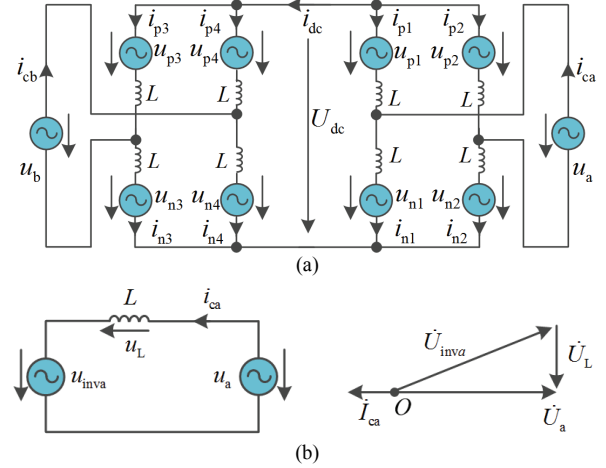 i_p3 i_p4 i_dc i_p1 i_p2
i_cb u_p3 u_p4 u_p1 u_p2 i_ca
L L L L
U_dc
u_b L L L L u_a
u_n3 u_n4 u_n1 u_n2
i_n3 i_n4 i_n1 i_n2
(a)
L i_ca
u_L
u_inva u_a
U̇_inva U̇_L
İ_ca O U̇_a
(b)